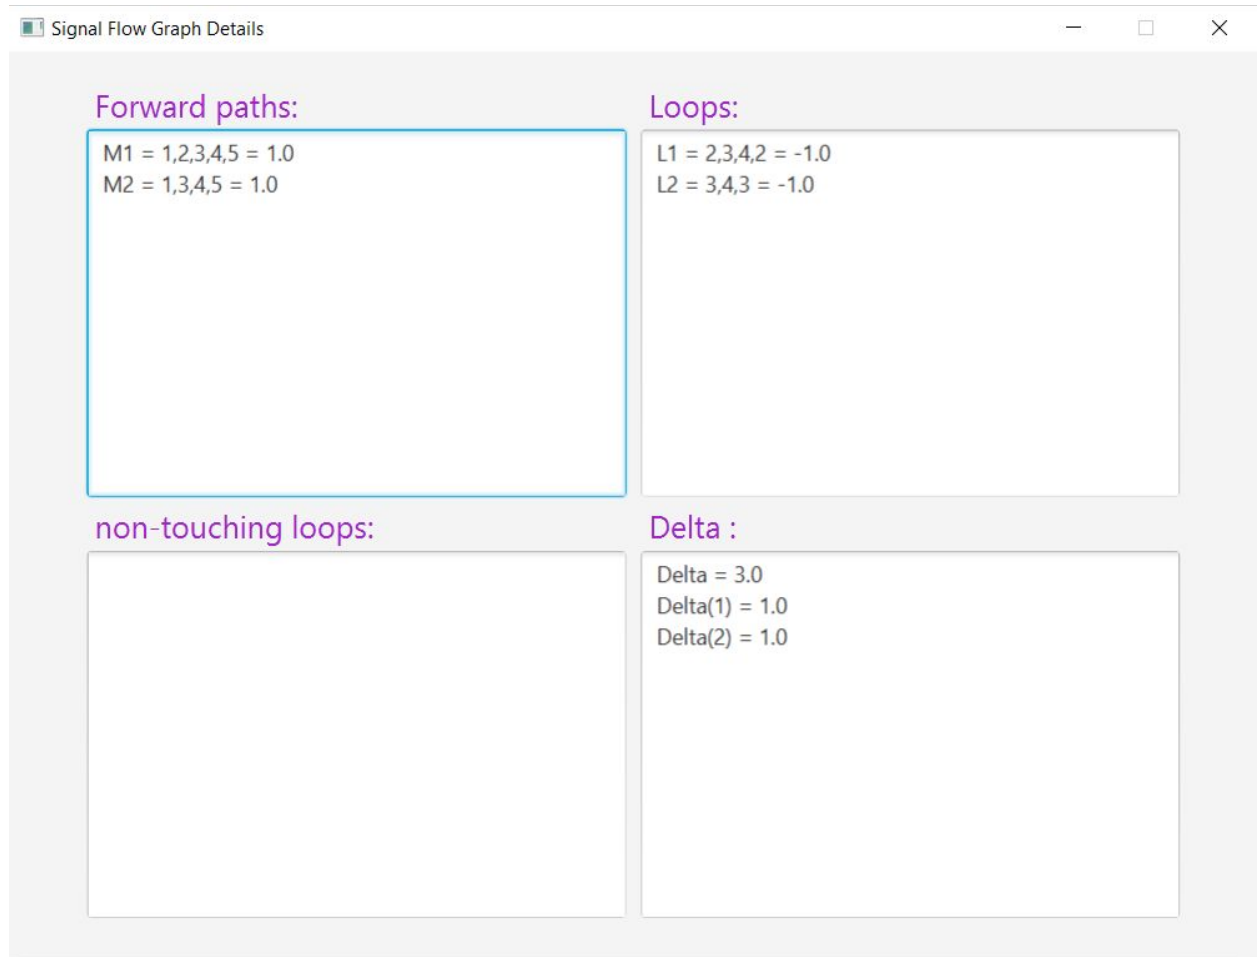 Signal Flow Graph Details
Forward paths:
M1 = 1,2,3,4,5 = 1.0
M2 = 1,3,4,5 = 1.0
Loops:
L1 = 2,3,4,2 = -1.0
L2 = 3,4,3 = -1.0
non-touching loops:
Delta :
Delta = 3.0
Delta(1) = 1.0
Delta(2) = 1.0